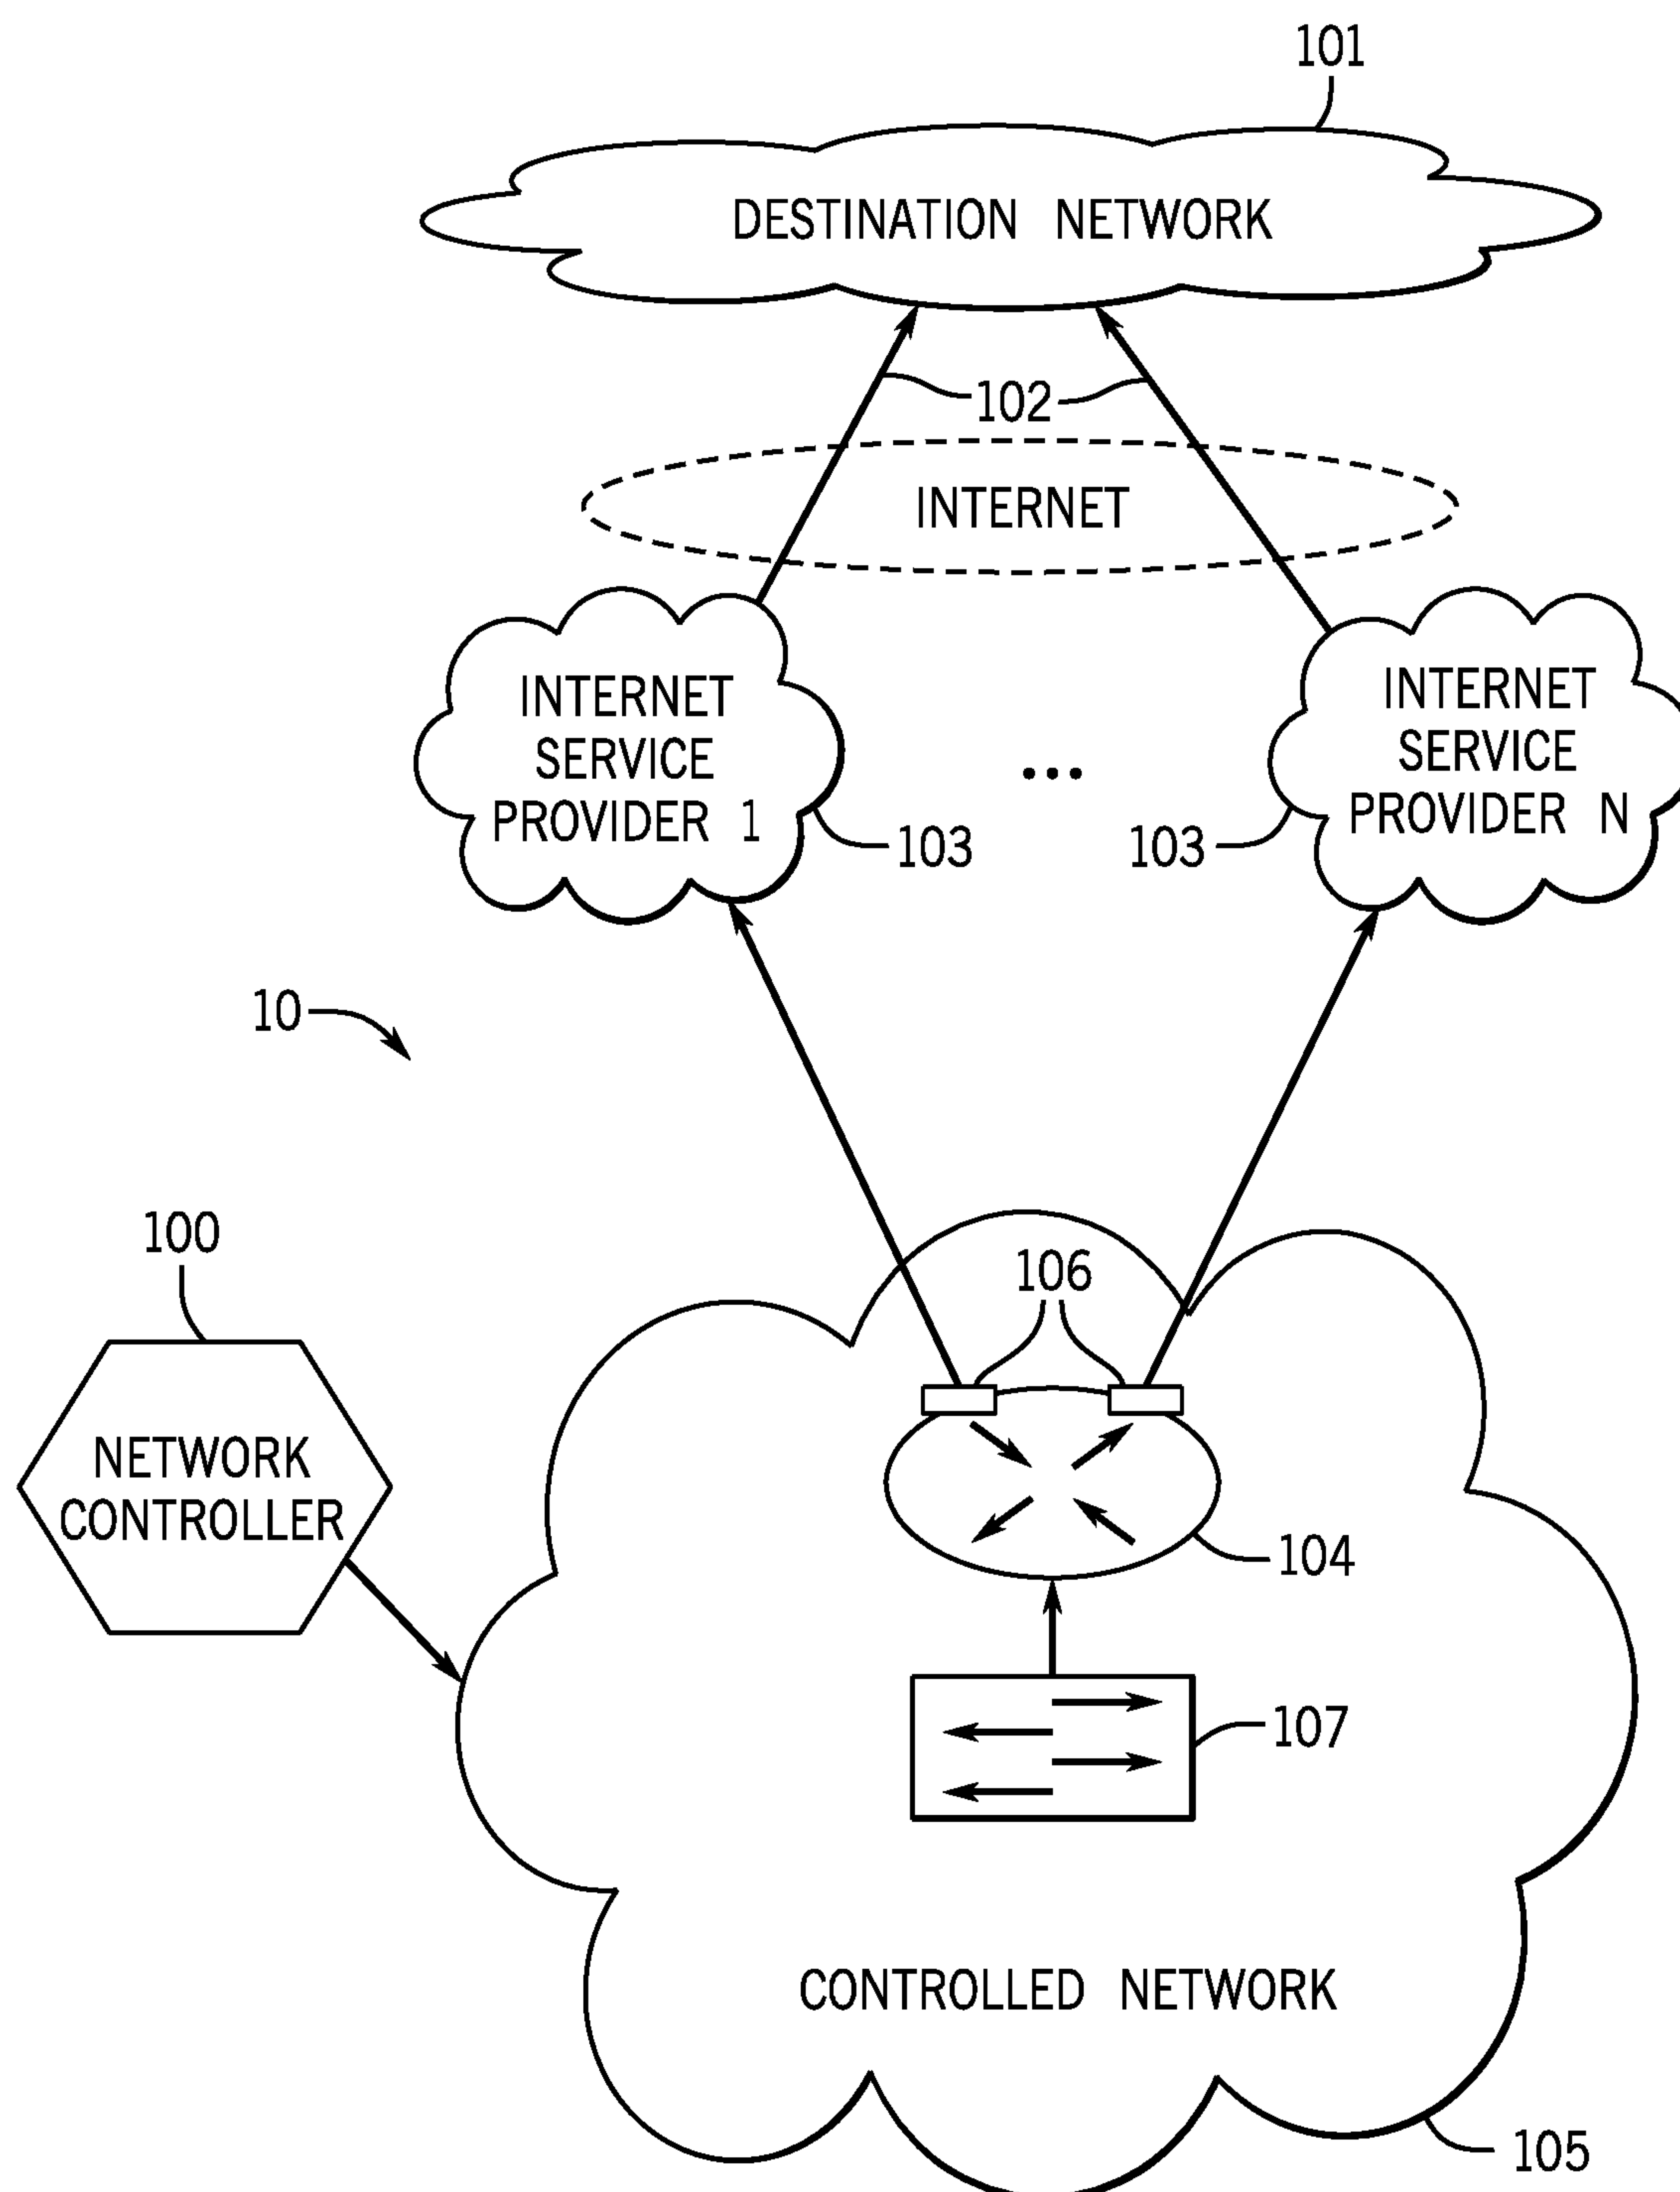 101
DESTINATION NETWORK
102
INTERNET
INTERNET
SERVICE
PROVIDER 1
103
...
INTERNET
SERVICE
PROVIDER N
103
10
100
NETWORK
CONTROLLER
106
104
107
CONTROLLED NETWORK
105